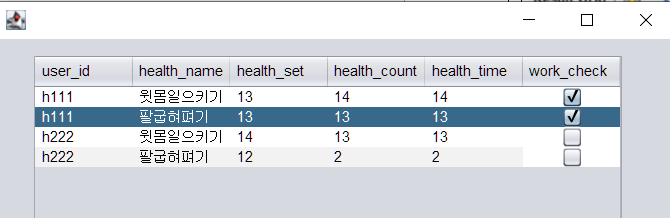 user_id health_name health_set health_count health_time work_check
h111 윗몸일으키기 13 14 14
h111 팔굽혀펴기 13 13 13
h222 윗몸일으키기 14 13 13
h222 팔굽혀펴기 12 2 2